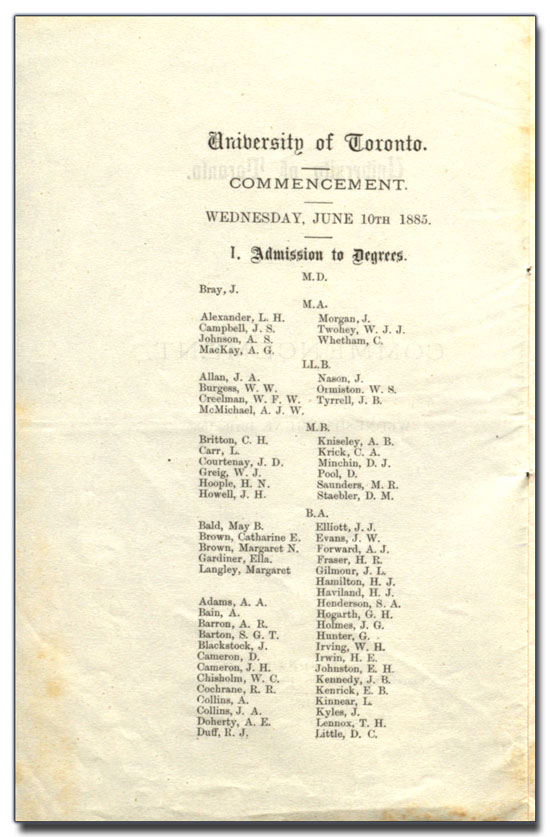 University of Toronto.
COMMENCEMENT.
WEDNESDAY, JUNE 10TH 1885.
I. Admission to Degrees.
M.D.
Bray, J.
M.A.
Alexander, L. H. Morgan, J.
Campbell, J. S. Twohey, W. J. J.
Johnson, A. S. Whetham, C.
MacKay, A. G.
LL.B.
Allan, J. A. Nason, J.
Burgess, W. W. Ormiston. W. S.
Creelman, W. F. W. Tyrrell, J. B.
McMichael, A. J. W.
M.B.
Britton, C. H. Kniseley, A. B.
Carr, L. Krick, C. A.
Courtenay, J. D. Minchin, D. J.
Greig, W. J. Pool, D.
Hoople, H. N. Saunders, M. R.
Howell, J. H. Staebler, D. M.
B.A.
Bald, May B. Elliott, J. J.
Brown, Catharine E. Evans, J. W.
Brown, Margaret N. Forward, A. J.
Gardiner, Ella. Fraser, H. R.
Langley, Margaret Gilmour, J. L.
Hamilton, H. J.
Haviland, H. J.
Adams, A. A. Henderson, S. A.
Bain, A. Hogarth, G. H.
Barron, A. R. Holmes, J. G.
Barton, S. G. T. Hunter, G.
Blackstock, J. Irving, W. H.
Cameron, D. Irwin, H. E.
Cameron, J. H. Johnston, E. H.
Chisholm, W. C. Kennedy, J. B.
Cochrane, R. R. Kenrick, E. B.
Collins, A. Kinnear, L.
Collins, J. A. Kyles, J.
Doherty, A. E. Lennox, T. H.
Duff, R. J. Little, D. C.